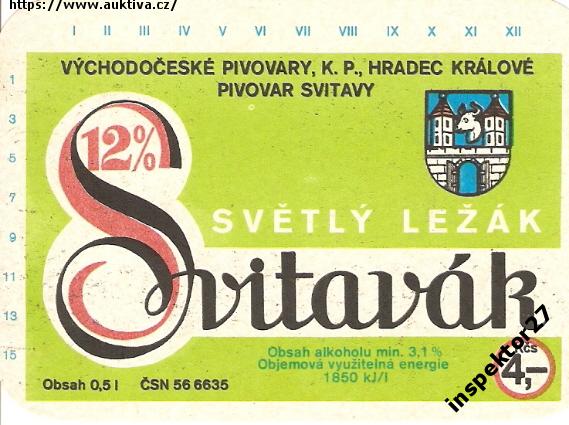 https://www.auktiva.cz/
I II III IV V VI VII VIII IX X XI XII
VÝCHODOČESKÉ PIVOVARY, K. P., HRADEC KRÁLOVÉ
PIVOVAR SVITAVY
1
3
5
7
9
11
13
15
12%
SVĚTLÝ LEŽÁK
Svitavák
Obsah alkoholu min. 3,1 %
Objemová využitelná energie
1850 kJ/l
Obsah 0,5 l ČSN 56 6635
Kčs
4,-
inspektor27